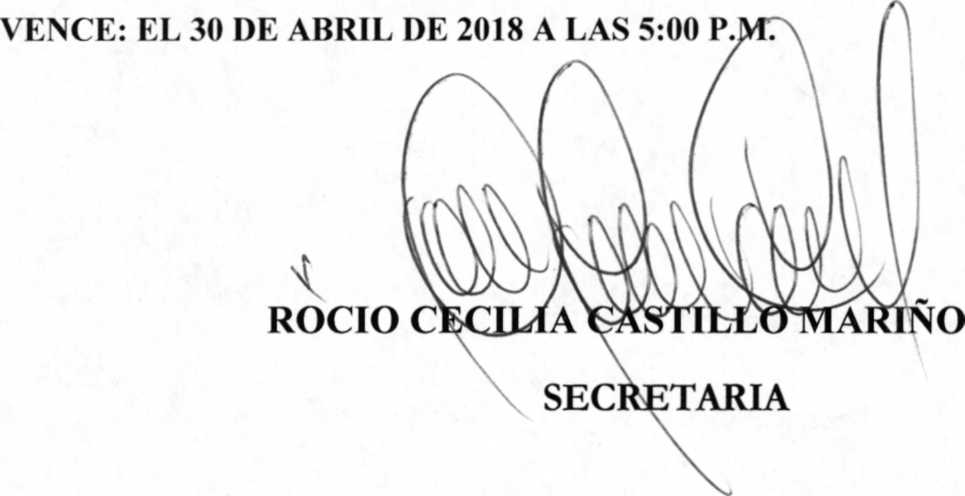 VENCE: EL 30 DE ABRIL DE 2018 A LAS 5:00 P.M.
ROCIO CECILIA CASTILLO MARIÑO
SECRETARIA